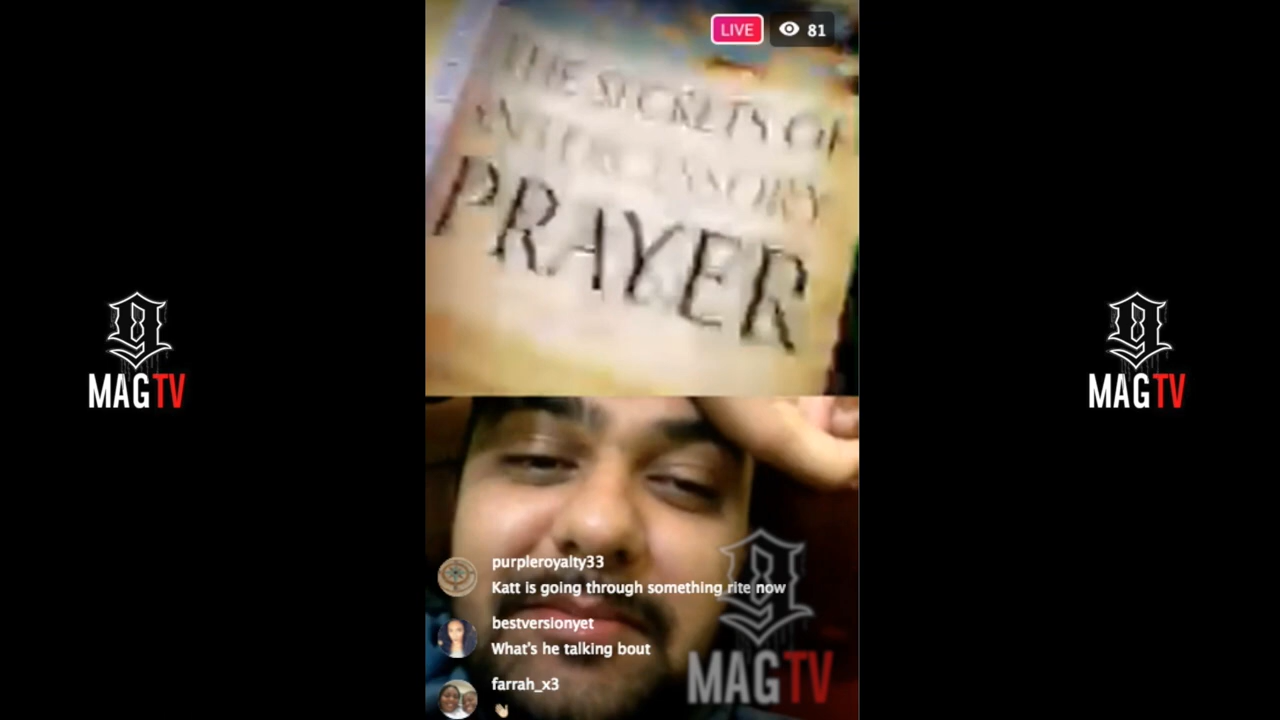 LIVE 81
THE SECRETS OF
INTERCESSORY
PRAYER
MAGTV
MAGTV
purpleroyalty33
Katt is going through something rite now
bestversionyet
What's he talking bout
MAGTV
farrah_x3